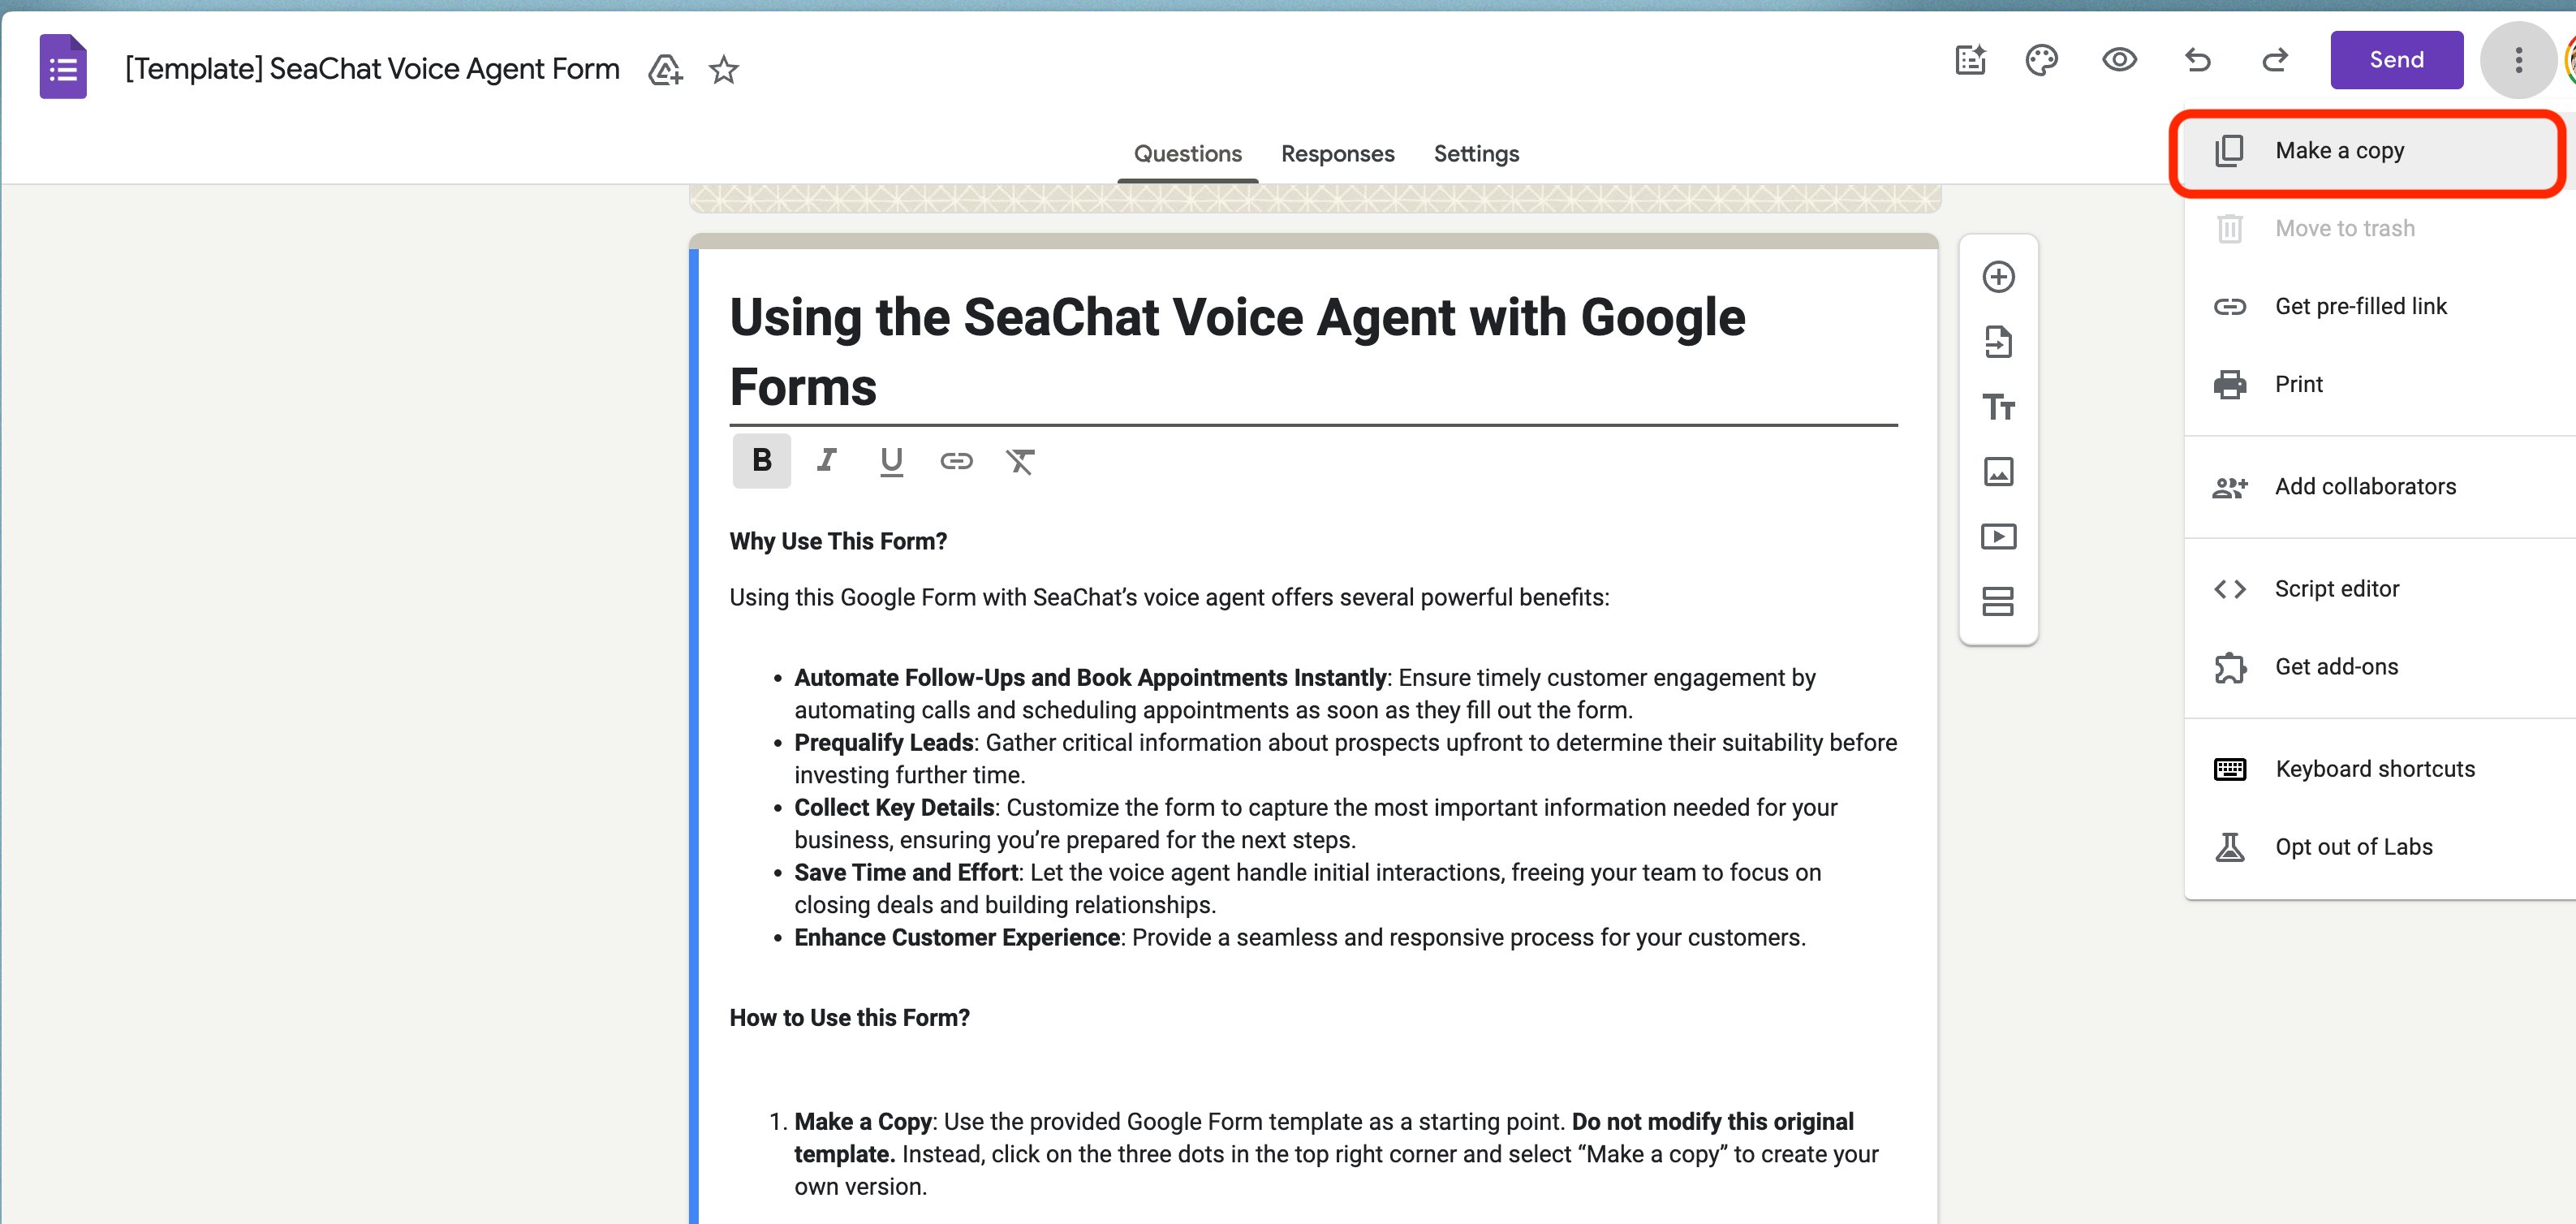 [Template] SeaChat Voice Agent Form
Send
Questions Responses Settings
Make a copy
Move to trash
Get pre-filled link
Print
Add collaborators
Script editor
Get add-ons
Keyboard shortcuts
Opt out of Labs
Using the SeaChat Voice Agent with Google
Forms
B I U
Why Use This Form?
Using this Google Form with SeaChat’s voice agent offers several powerful benefits:
• Automate Follow-Ups and Book Appointments Instantly: Ensure timely customer engagement by
automating calls and scheduling appointments as soon as they fill out the form.
• Prequalify Leads: Gather critical information about prospects upfront to determine their suitability before
investing further time.
• Collect Key Details: Customize the form to capture the most important information needed for your
business, ensuring you’re prepared for the next steps.
• Save Time and Effort: Let the voice agent handle initial interactions, freeing your team to focus on
closing deals and building relationships.
• Enhance Customer Experience: Provide a seamless and responsive process for your customers.
How to Use this Form?
1. Make a Copy: Use the provided Google Form template as a starting point. Do not modify this original
template. Instead, click on the three dots in the top right corner and select “Make a copy” to create your
own version.